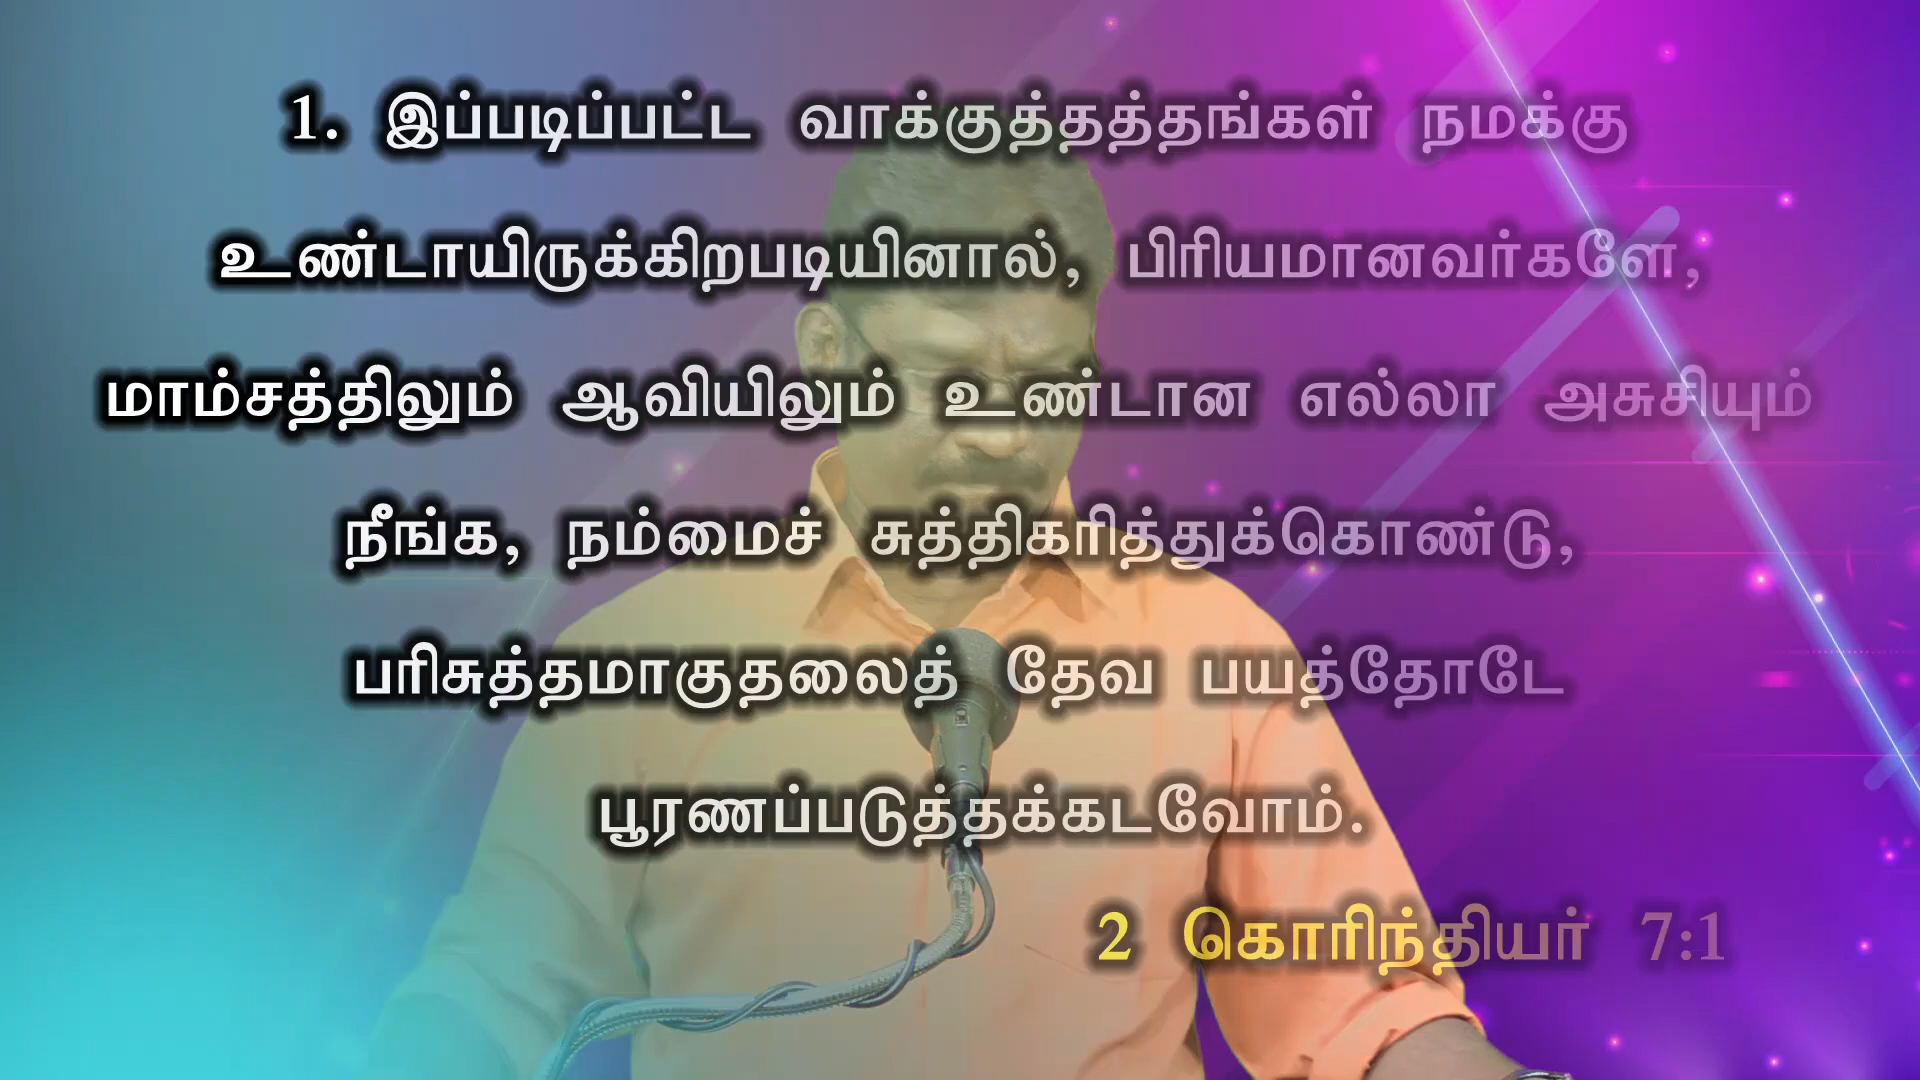 1. இப்படிப்பட்ட வாக்குத்தத்தங்கள் நமக்கு
உண்டாயிருக்கிறபடியினால், பிரியமானவர்களே,
மாம்சத்திலும் ஆவியிலும் உண்டான எல்லா அசுசியும்
நீங்க, நம்மைச் சுத்திகரித்துக்கொண்டு,
பரிசுத்தமாகுதலைத் தேவ பயத்தோடே
பூரணப்படுத்தக்கடவோம்.
2 கொரிந்தியர் 7:1